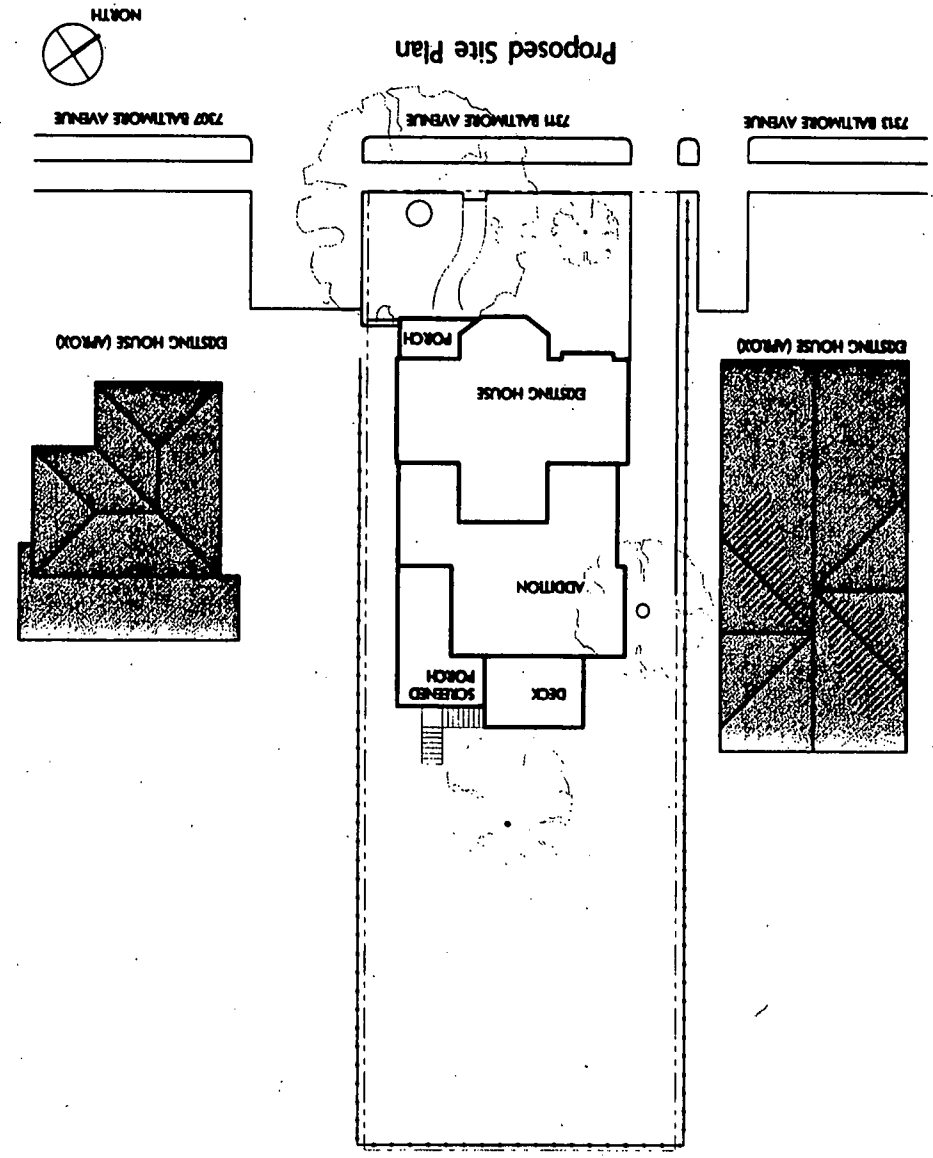 DECK
SCREENED
PORCH
ADDITION
EXISTING HOUSE
EXISTING HOUSE (APROX)
PORCH
EXISTING HOUSE (APROX)
7313 BALTIMORE AVENUE
7311 BALTIMORE AVENUE
7307 BALTIMORE AVENUE
Proposed Site Plan
NORTH